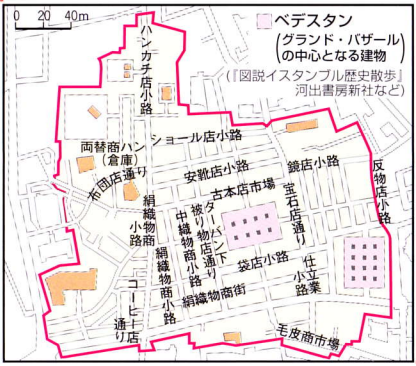 0 20 40m
ベデスタン
(グランド・バザール
の中心となる建物)
(『図説イスタンブル歴史散歩』
河出書房新社など)
ハンカチ店小路
ショール店小路
両替商ハン
(倉庫)
布団店通り
安靴店小路
鏡店小路
反物店小路
古本店市場
宝石店通り
絹織物商
小路
ターバン下
被り物店通り
中織物商小路
絹織物商小路
袋店小路
仕立業
小路
絹織物商街
コーヒー店
通り
毛皮商市場